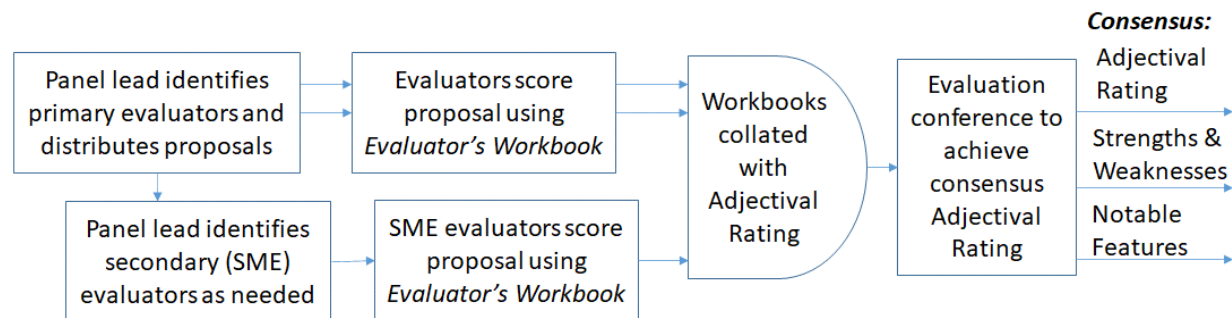 Panel lead identifies
primary evaluators and
distributes proposals
Evaluators score
proposal using
Evaluator's Workbook
Panel lead identifies
secondary (SME)
evaluators as needed
SME evaluators score
proposal using
Evaluator's Workbook
Workbooks
collated
with
Adjectival
Rating
Evaluation
conference to
achieve
consensus
Adjectival
Rating
Consensus:
Adjectival
Rating
Strengths &
Weaknesses
Notable
Features